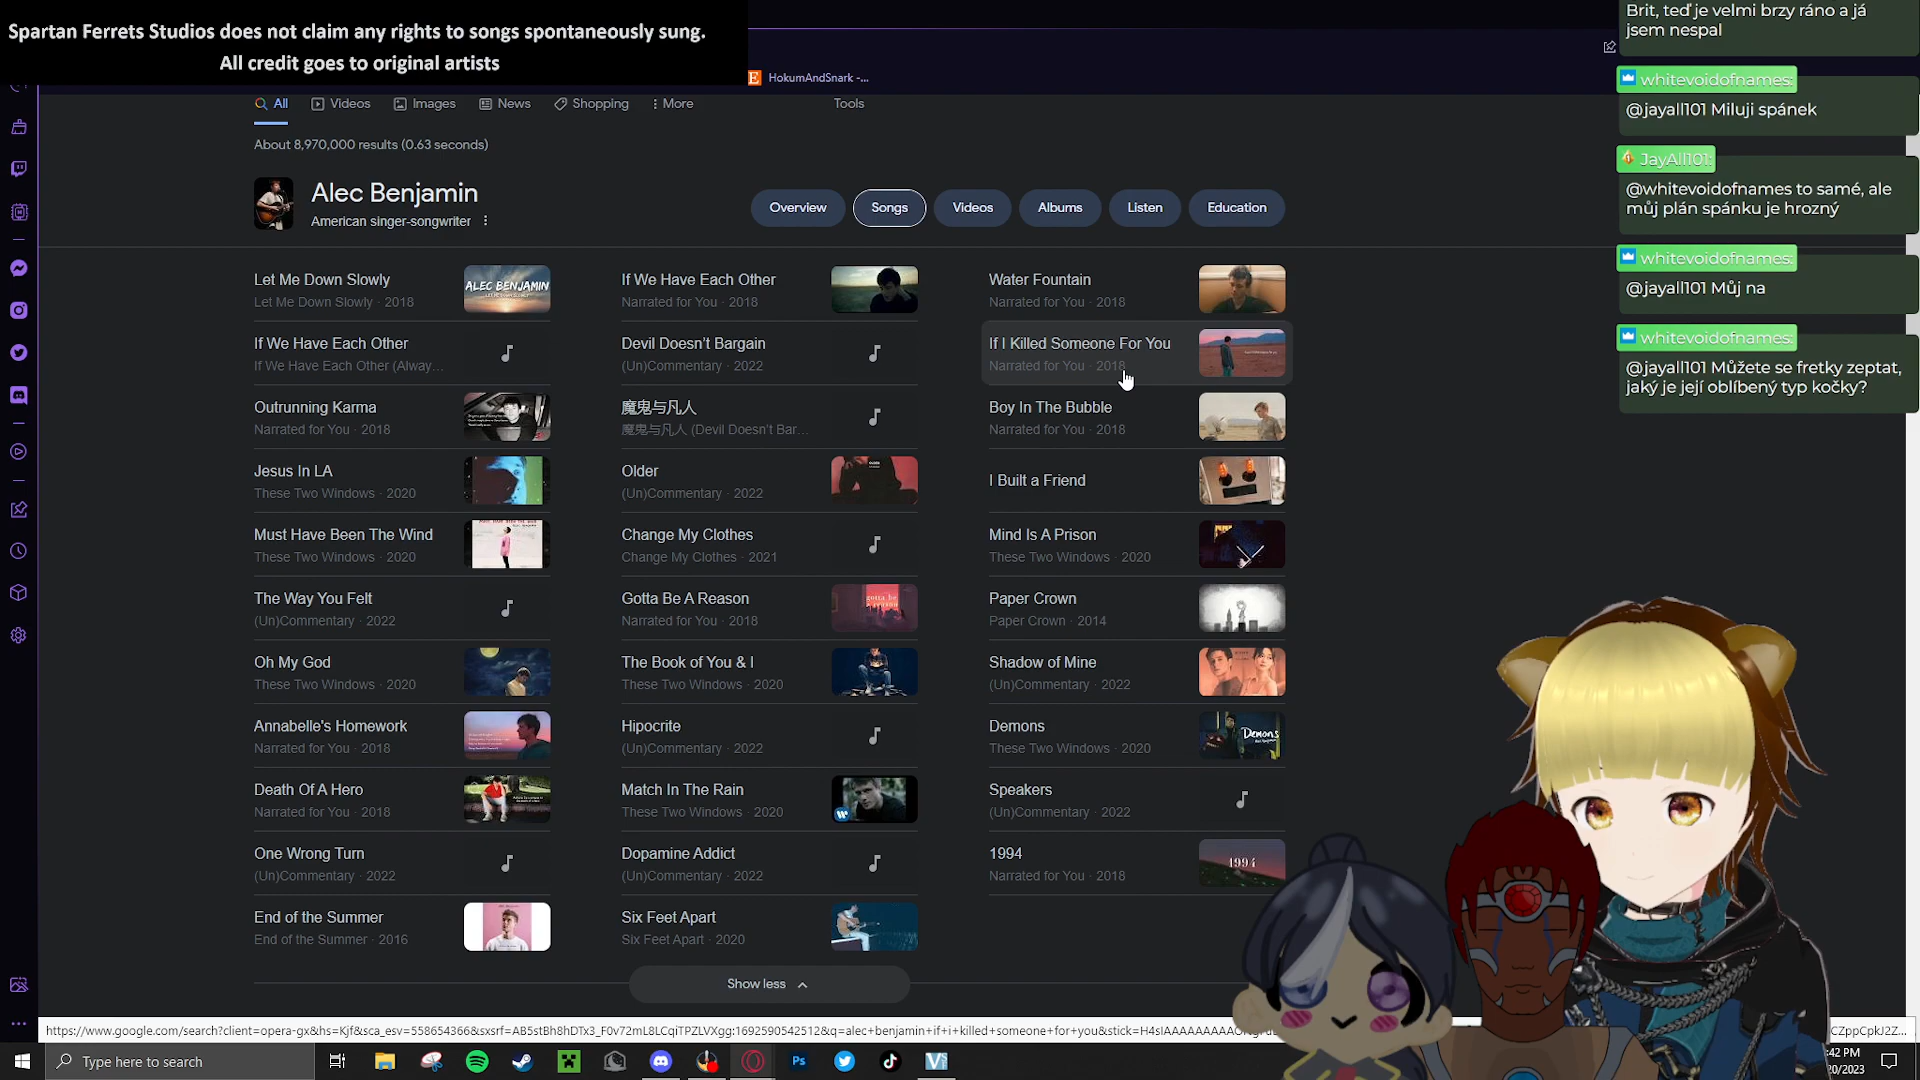 Spartan Ferrets Studios does not claim any rights to songs spontaneously sung.
All credit goes to original artists
HokumAndSnark -...
All
Videos
Images
News
Shopping
More
Tools
About 8,970,000 results (0.63 seconds)
Alec Benjamin
American singer-songwriter
Overview
Songs
Videos
Albums
Listen
Education
Let Me Down Slowly
Let Me Down Slowly · 2018
ALEC BENJAMIN
If We Have Each Other
If We Have Each Other (Alway...
Outrunning Karma
Narrated for You · 2018
Jesus In LA
These Two Windows · 2020
Must Have Been The Wind
These Two Windows · 2020
The Way You Felt
(Un)Commentary · 2022
Oh My God
These Two Windows · 2020
Annabelle's Homework
Narrated for You · 2018
Death Of A Hero
Narrated for You · 2018
One Wrong Turn
(Un)Commentary · 2022
End of the Summer
End of the Summer · 2016
If We Have Each Other
Narrated for You · 2018
Devil Doesn't Bargain
(Un)Commentary · 2022
魔鬼与凡人
魔鬼与凡人 (Devil Doesn't Bar...
Older
(Un)Commentary · 2022
Change My Clothes
Change My Clothes · 2021
Gotta Be A Reason
Narrated for You · 2018
gotta be
a reason
The Book of You & I
These Two Windows · 2020
Hipocrite
(Un)Commentary · 2022
Match In The Rain
These Two Windows · 2020
Dopamine Addict
(Un)Commentary · 2022
Six Feet Apart
Six Feet Apart · 2020
Water Fountain
Narrated for You · 2018
If I Killed Someone For You
Narrated for You · 2018
Boy In The Bubble
Narrated for You · 2018
I Built a Friend
Mind Is A Prison
These Two Windows · 2020
Paper Crown
Paper Crown · 2014
Shadow of Mine
(Un)Commentary · 2022
Demons
These Two Windows · 2020
Demons
Speakers
(Un)Commentary · 2022
1994
Narrated for You · 2018
1994
Show less
Brit, teď je velmi brzy ráno a já
jsem nespal
whitevoidofnames:
@jayall101 Miluji spánek
JayAll101:
@whitevoidofnames to samé, ale
můj plán spánku je hrozný
whitevoidofnames:
@jayall101 Můj na
whitevoidofnames:
@jayall101 Můžete se fretky zeptat,
jaký je její oblíbený typ kočky?
Type here to search
Ps
:42 PM
20/2023